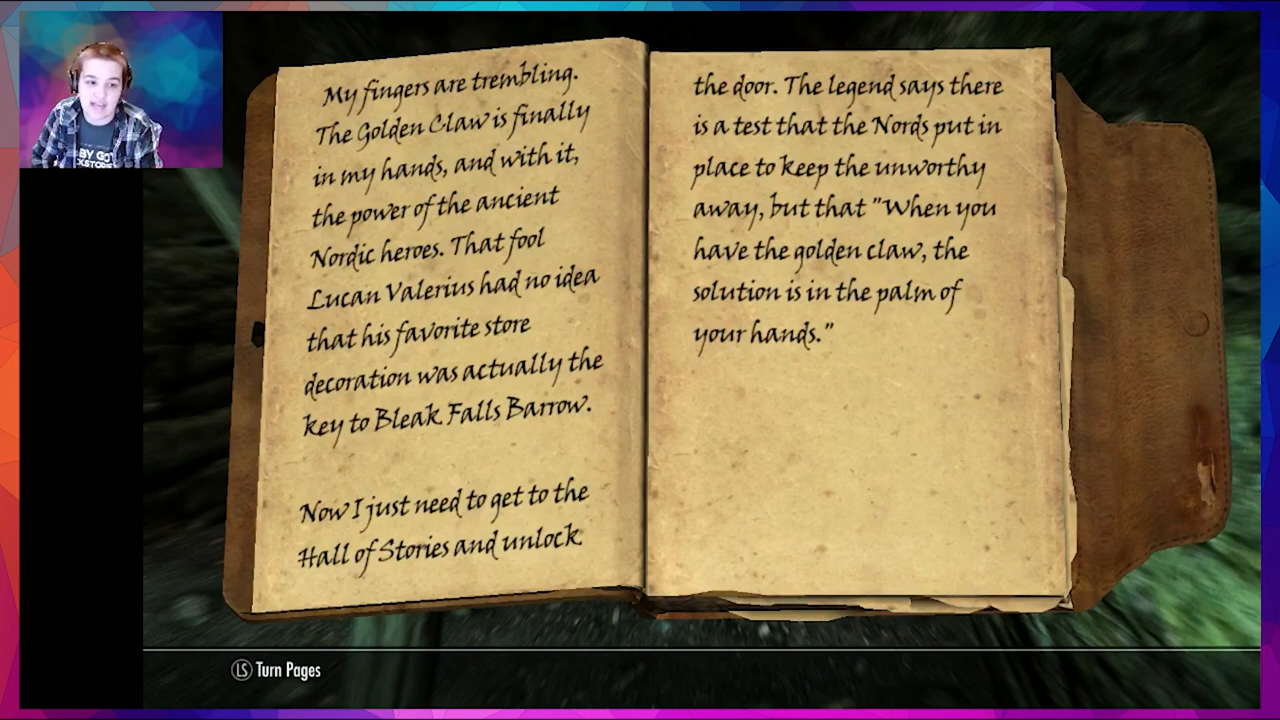 BY GO
CKSTORI
My fingers are trembling.
The Golden Claw is finally
in my hands, and with it,
the power of the ancient
Nordic heroes. That fool
Lucan Valerius had no idea
that his favorite store
decoration was actually the
key to Bleak Falls Barrow.
Now I just need to get to the
Hall of Stories and unlock
the door. The legend says there
is a test that the Nords put in
place to keep the unworthy
away, but that "When you
have the golden claw, the
solution is in the palm of
your hands."
LS Turn Pages